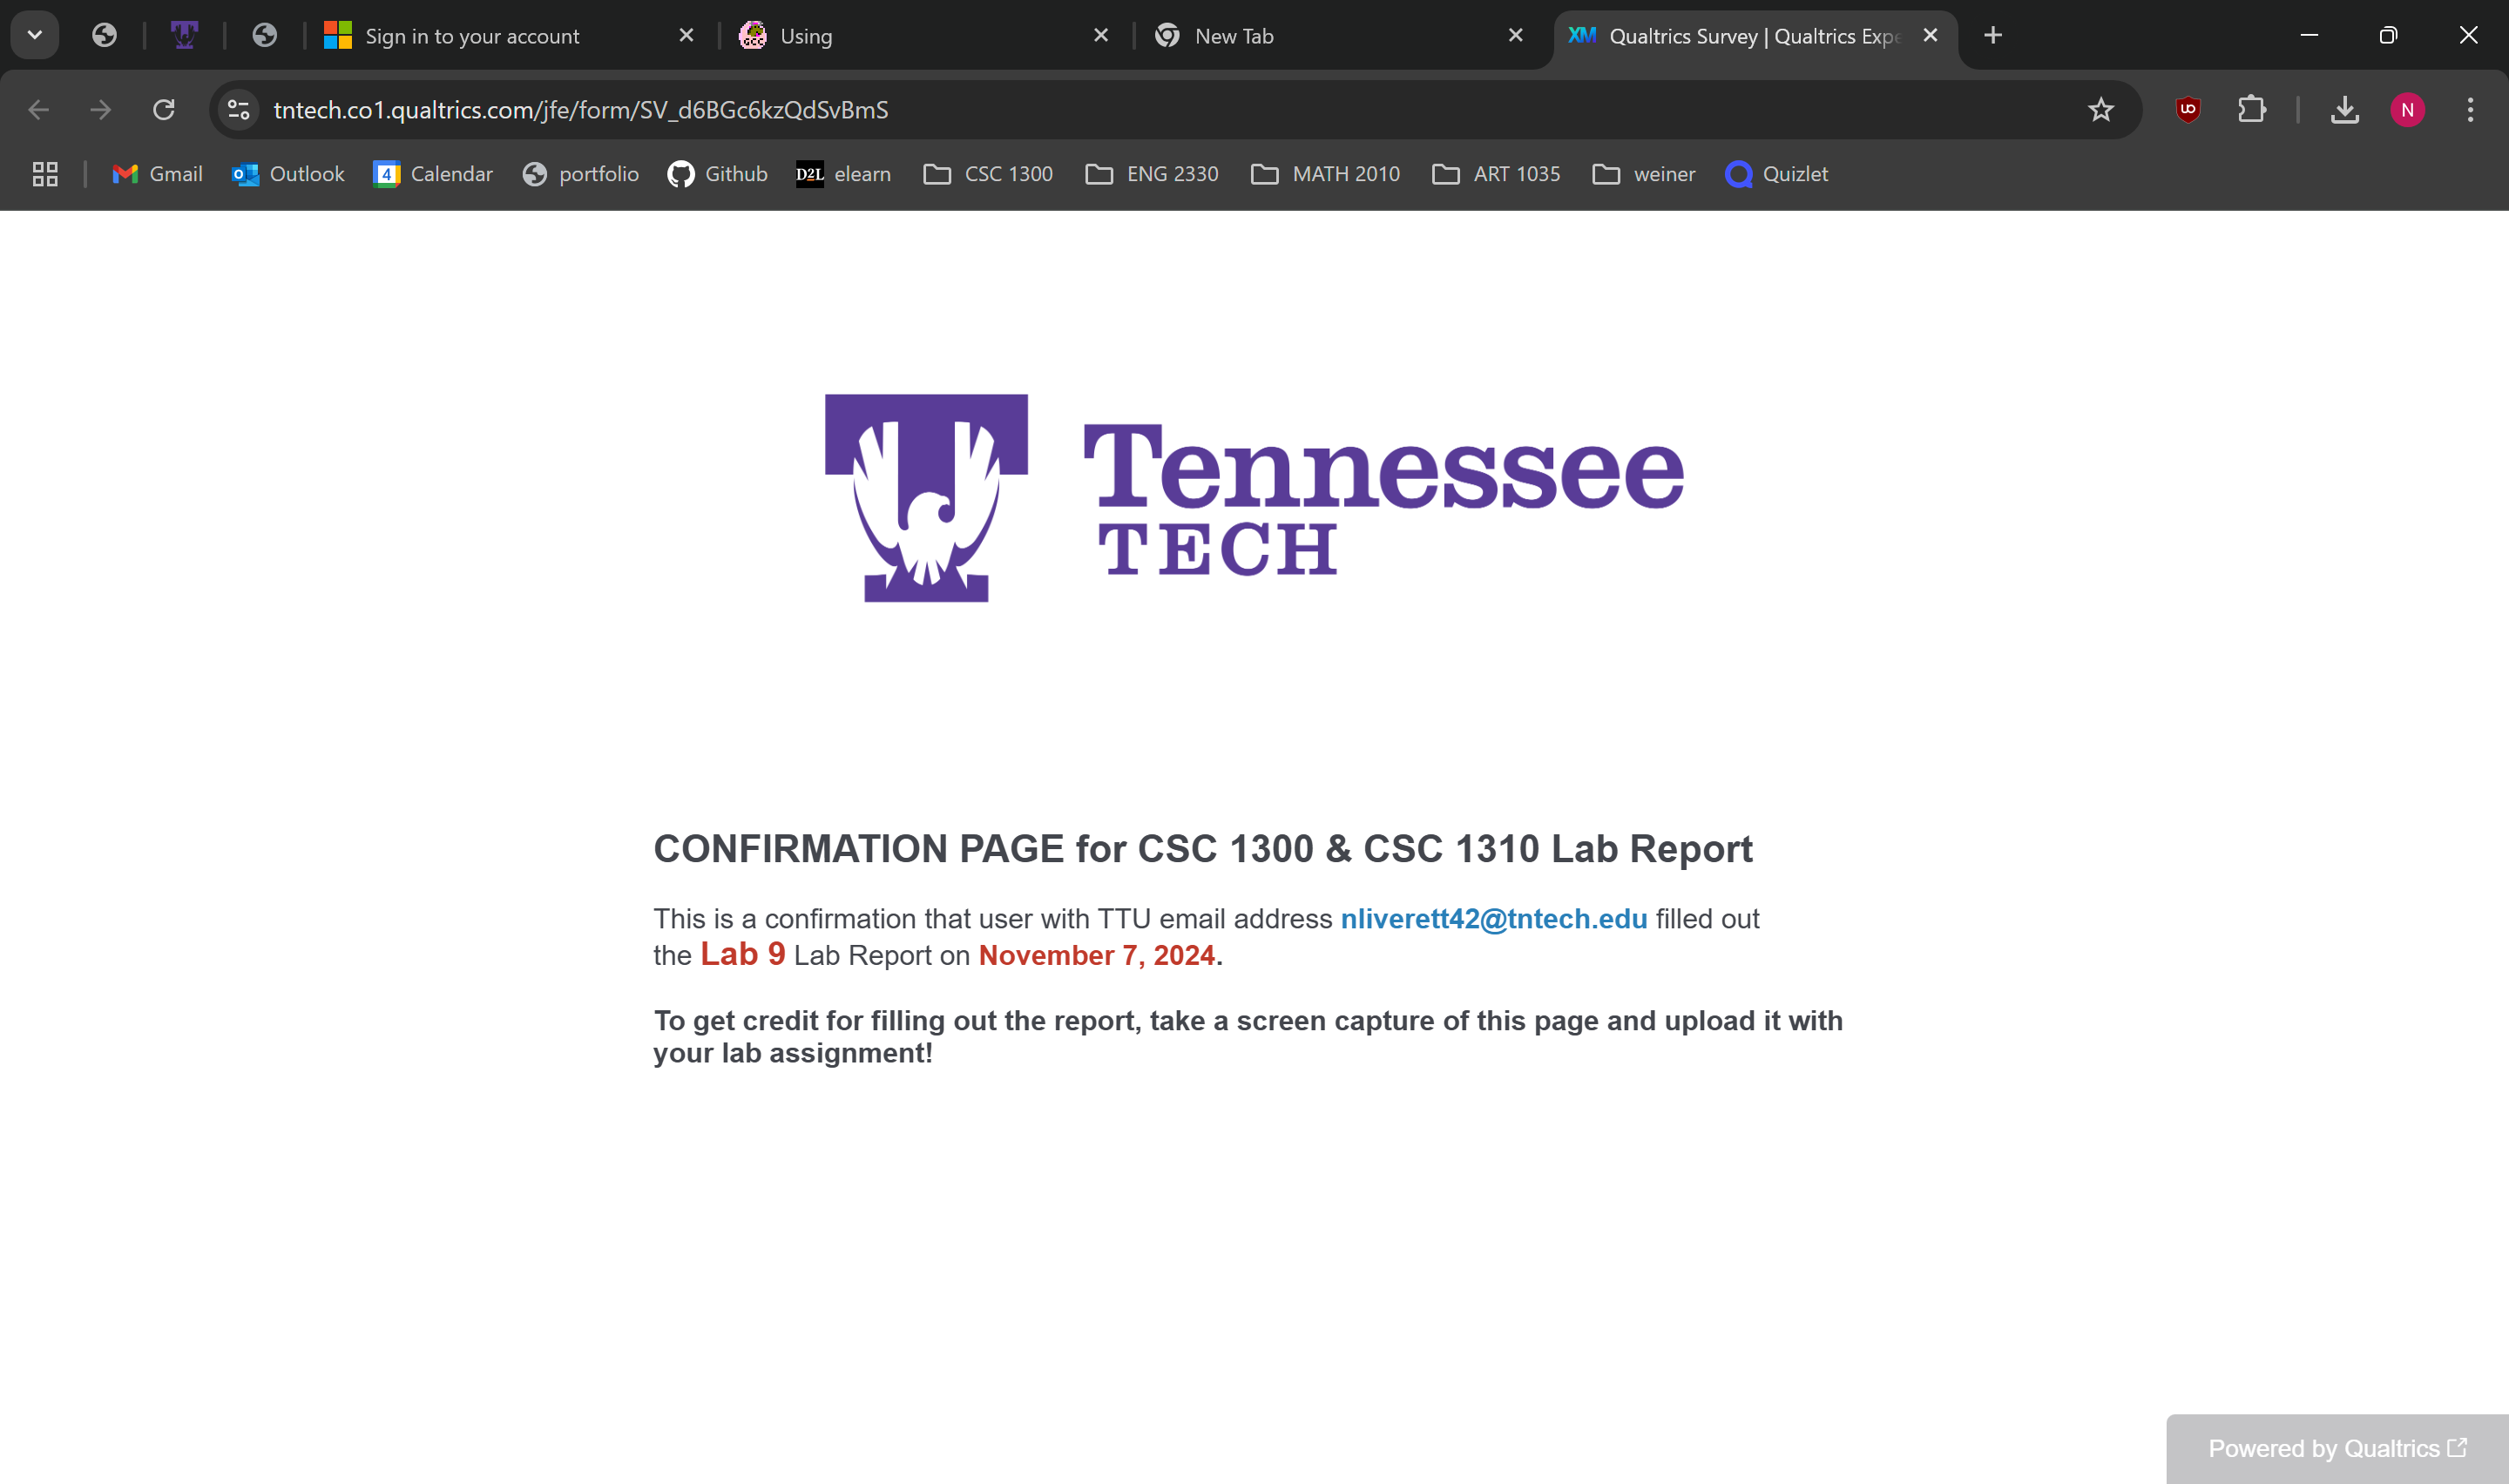 Sign in to your account
Using
New Tab
XM Qualtrics Survey | Qualtrics Expe
tntech.co1.qualtrics.com/jfe/form/SV_d6BGc6kzQdSvBmS
uo
N
Gmail
Outlook
4 Calendar
portfolio
Github
D2L elearn
CSC 1300
ENG 2330
MATH 2010
ART 1035
weiner
Quizlet
Tennessee
TECH
CONFIRMATION PAGE for CSC 1300 & CSC 1310 Lab Report
This is a confirmation that user with TTU email address nliverett42@tntech.edu filled out
the Lab 9 Lab Report on November 7, 2024.
To get credit for filling out the report, take a screen capture of this page and upload it with
your lab assignment!
Powered by Qualtrics